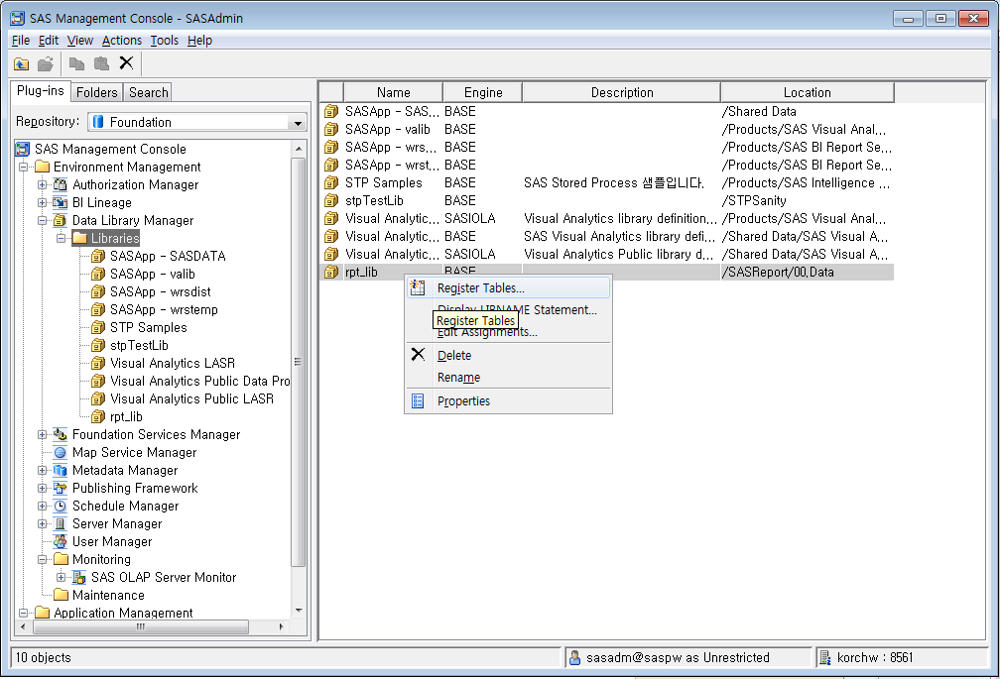 SAS Management Console - SASAdmin
File Edit View Actions Tools Help
Plug-ins Folders Search
Repository: Foundation
SAS Management Console
Environment Management
Authorization Manager
BI Lineage
Data Library Manager
Libraries
SASApp - SASDATA
SASApp - valib
SASApp - wrsdist
SASApp - wrstemp
STP Samples
stpTestLib
Visual Analytics LASR
Visual Analytics Public Data Pro
Visual Analytics Public LASR
rpt_lib
Foundation Services Manager
Map Service Manager
Metadata Manager
Publishing Framework
Schedule Manager
Server Manager
User Manager
Monitoring
SAS OLAP Server Monitor
Maintenance
Application Management
Name Engine Description Location
SASApp - SAS... BASE /Shared Data
SASApp - valib BASE /Products/SAS Visual Anal...
SASApp - wrs... BASE /Products/SAS BI Report Se...
SASApp - wrst... BASE /Products/SAS BI Report Se...
STP Samples BASE SAS Stored Process 샘플입니다. /Products/SAS Intelligence ...
stpTestLib BASE /STPSanity
Visual Analytic... SASIOLA Visual Analytics library definition... /Products/SAS Visual Anal...
Visual Analytic... BASE SAS Visual Analytics library defi... /Shared Data/SAS Visual A...
Visual Analytic... SASIOLA Visual Analytics Public library d... /Shared Data/SAS Visual A...
rpt_lib BASE /SASReport/00.Data
Register Tables...
Display LIBNAME Statement...
Register Tables
Edit Assignments...
Delete
Rename
Properties
10 objects
sasadm@saspw as Unrestricted
korchw : 8561